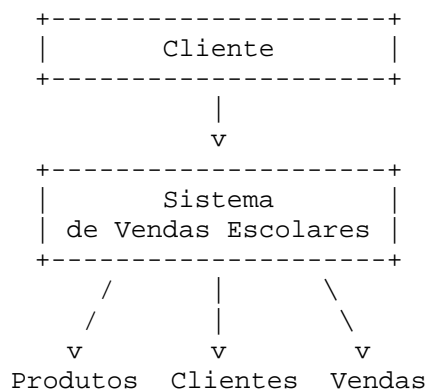 Cliente
Sistema
de Vendas Escolares
Produtos Clientes Vendas